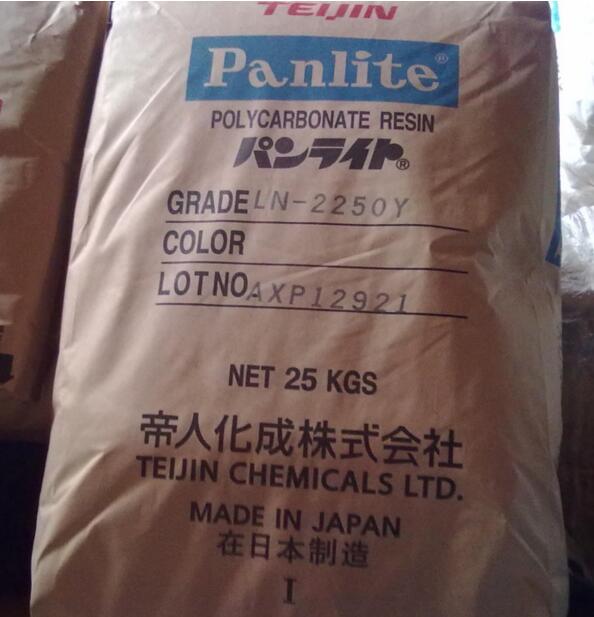 TEIJIN
Panlite®
POLYCARBONATE RESIN
パンライト®
GRADE LN-2250Y
COLOR
LOT NO. AXP12921
NET 25 KGS
帝人化成株式会社
TEIJIN CHEMICALS LTD.
MADE IN JAPAN
在日本制造
I